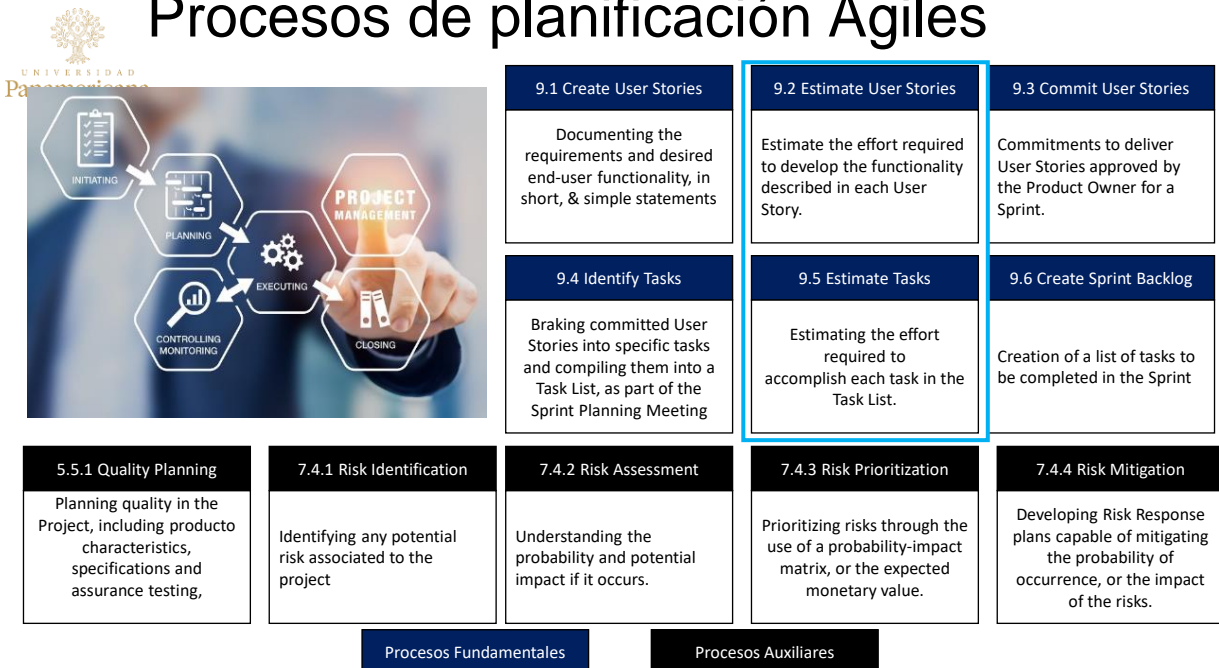 Procesos de planificación Agiles
UNIVERSIDAD
Panamericana
INITIATING
PLANNING
PROJECT
MANAGEMENT
EXECUTING
CONTROLLING
MONITORING
CLOSING
9.1 Create User Stories
Documenting the
requirements and desired
end-user functionality, in
short, & simple statements
9.2 Estimate User Stories
Estimate the effort required
to develop the functionality
described in each User
Story.
9.3 Commit User Stories
Commitments to deliver
User Stories approved by
the Product Owner for a
Sprint.
9.4 Identify Tasks
Braking committed User
Stories into specific tasks
and compiling them into a
Task List, as part of the
Sprint Planning Meeting
9.5 Estimate Tasks
Estimating the effort
required to
accomplish each task in the
Task List.
9.6 Create Sprint Backlog
Creation of a list of tasks to
be completed in the Sprint
5.5.1 Quality Planning
Planning quality in the
Project, including producto
characteristics,
specifications and
assurance testing,
7.4.1 Risk Identification
Identifying any potential
risk associated to the
project
7.4.2 Risk Assessment
Understanding the
probability and potential
impact if it occurs.
7.4.3 Risk Prioritization
Prioritizing risks through the
use of a probability-impact
matrix, or the expected
monetary value.
7.4.4 Risk Mitigation
Developing Risk Response
plans capable of mitigating
the probability of
occurrence, or the impact
of the risks.
Procesos Fundamentales
Procesos Auxiliares